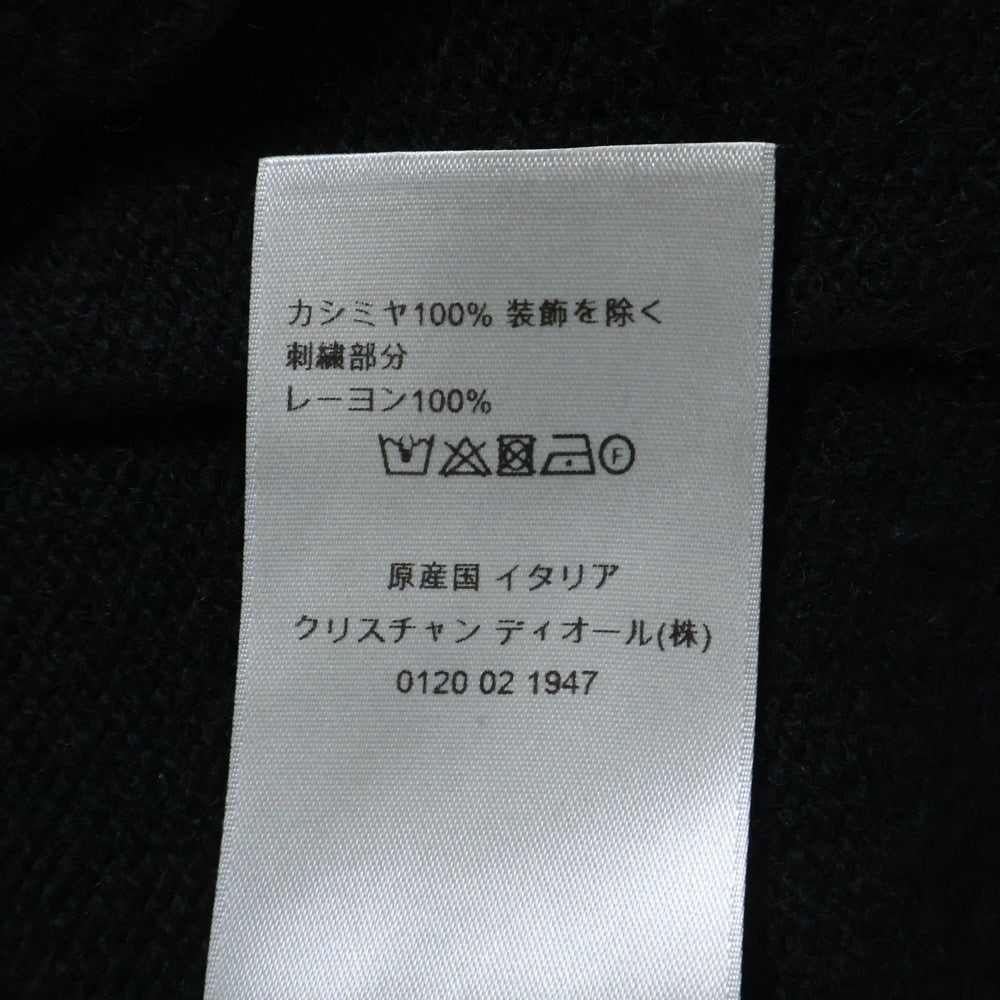 カシミヤ100% 装飾を除く
刺繍部分
レーヨン100%
F
原産国 イタリア
クリスチャン ディオール(株)
0120 02 1947